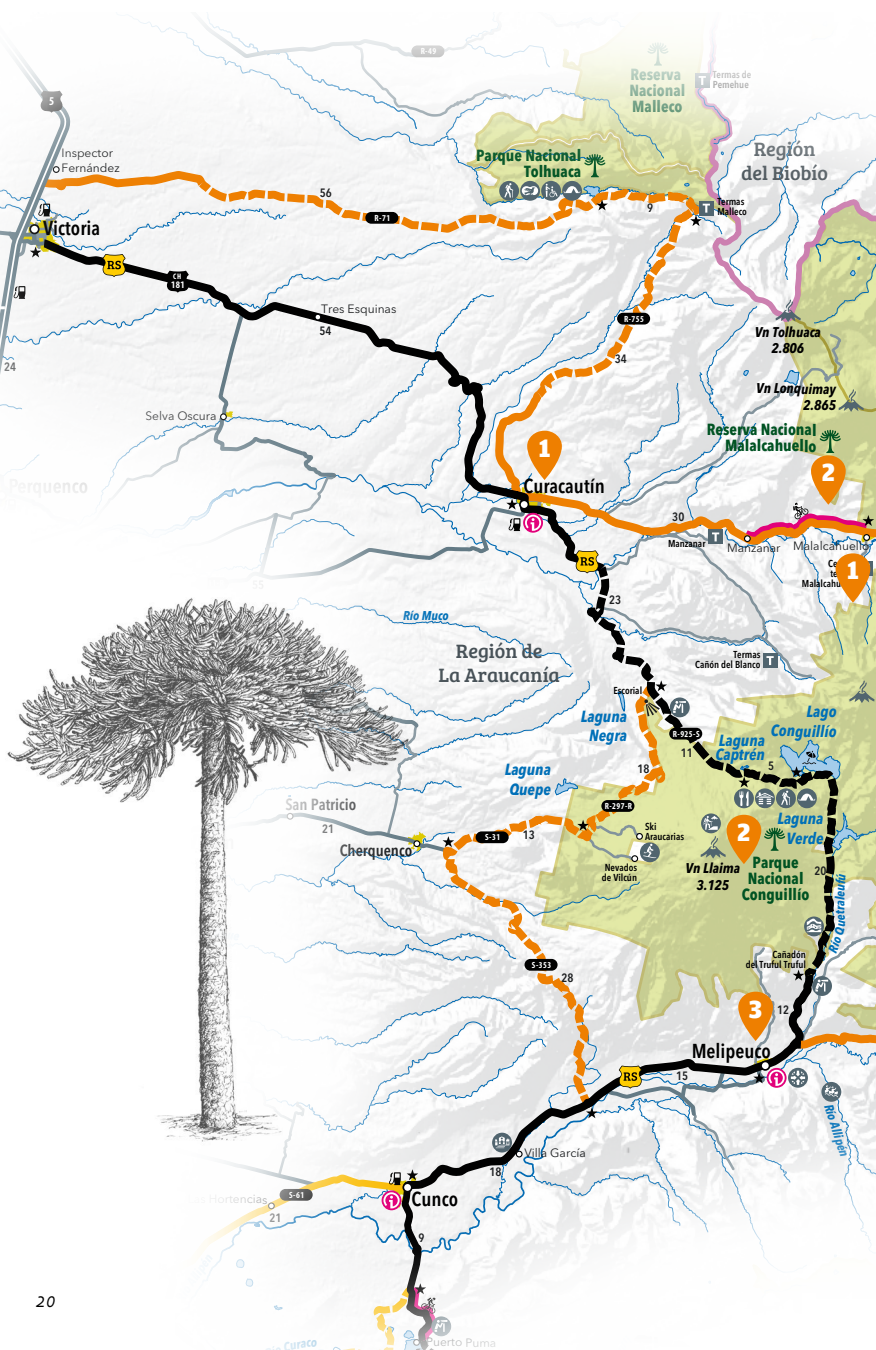 R-49
Reserva
Nacional
Malleco
T
Termas de
Pemehue
5
Inspector
Fernández
Parque Nacional
Tolhuaca
Región
del Biobío
56
R-71
9
T
Termas
Malleco
Victoria
RS
CH
181
Tres Esquinas
54
R-755
34
Vn Tolhuaca
2.806
24
Vn Lonquimay
2.865
Selva Oscura
Reserva Nacional
Malalcahuello
1
2
Perquenco
Curacautín
30
Manzanar
T
Manzanar
Malalcahuello
RS
1
Malalcahu
53
23
Río Muco
Región de
La Araucanía
Termas
Cañón del Blanco
T
Escorial
Laguna
Negra
R-925-S
11
Laguna
Captrén
5
Lago
Conguillío
Laguna
Quepe
18
R-297-R
San Patricio
21
S-31
13
Ski
Araucarias
Laguna
Verde
2
Cherquenco
Nevados
de Vilcún
Vn Llaima
3.125
Parque
Nacional
Conguillío
20
Río Quetraleufú
Cañadón
del Truful Truful
S-353
28
3
12
Melipeuco
RS
15
Río Allipén
Villa García
18
Hortencias
S-61
21
Cunco
9
20
Río Curaco
Puerto Puma